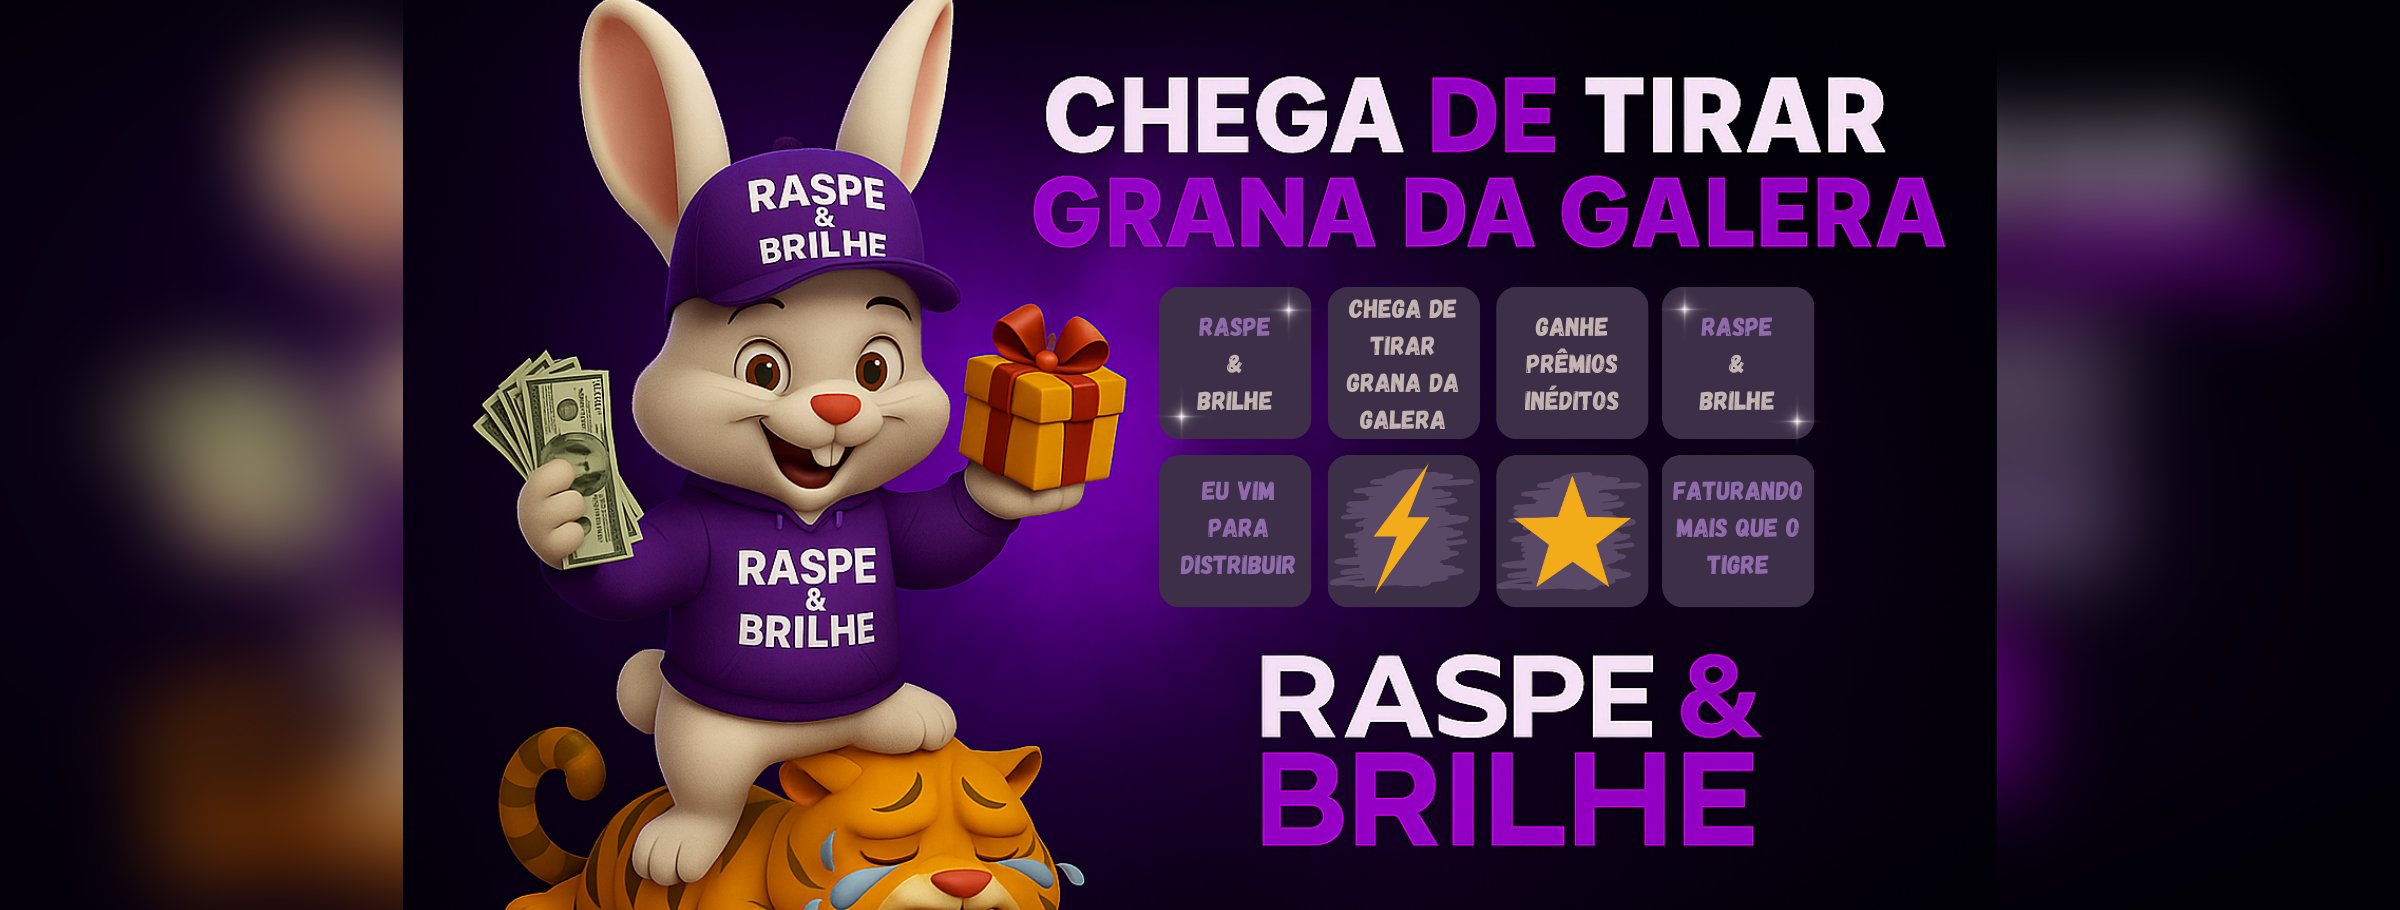 RASPE
&
BRILHE
RASPE
&
BRILHE
CHEGA DE TIRAR
GRANA DA GALERA
RASPE
&
BRILHE
CHEGA DE
TIRAR
GRANA DA
GALERA
GANHE
PRÊMIOS
INÉDITOS
RASPE
&
BRILHE
EU VIM
PARA
DISTRIBUIR
FATURANDO
MAIS QUE O
TIGRE
RASPE &
BRILHE